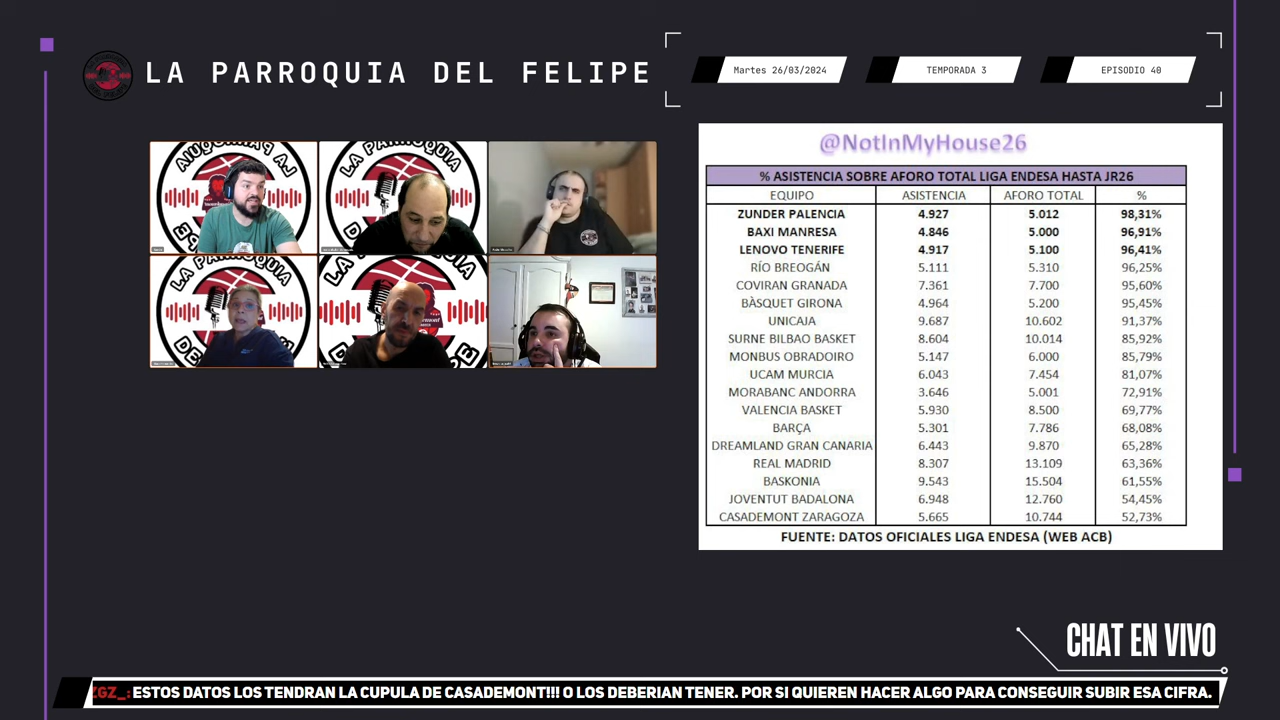 LA PARROQUIA DEL FELIPE
Martes 26/03/2024
TEMPORADA 3
EPISODIO 40
@NotInMyHouse26
% ASISTENCIA SOBRE AFORO TOTAL LIGA ENDESA HASTA JR26
EQUIPO ASISTENCIA AFORO TOTAL %
ZUNDER PALENCIA 4.927 5.012 98,31%
BAXI MANRESA 4.846 5.000 96,91%
LENOVO TENERIFE 4.917 5.100 96,41%
RÍO BREOGÁN 5.111 5.310 96,25%
COVIRAN GRANADA 7.361 7.700 95,60%
BÀSQUET GIRONA 4.964 5.200 95,45%
UNICAJA 9.687 10.602 91,37%
SURNE BILBAO BASKET 8.604 10.014 85,92%
MONBUS OBRADOIRO 5.147 6.000 85,79%
UCAM MURCIA 6.043 7.454 81,07%
MORABANC ANDORRA 3.646 5.001 72,91%
VALENCIA BASKET 5.930 8.500 69,77%
BARÇA 5.301 7.786 68,08%
DREAMLAND GRAN CANARIA 6.443 9.870 65,28%
REAL MADRID 8.307 13.109 63,36%
BASKONIA 9.543 15.504 61,55%
JOVENTUT BADALONA 6.948 12.760 54,45%
CASADEMONT ZARAGOZA 5.665 10.744 52,73%
FUENTE: DATOS OFICIALES LIGA ENDESA (WEB ACB)
LA PARROQUIA
LA PARROQUIA
CHAT EN VIVO
ZGZ_: ESTOS DATOS LOS TENDRAN LA CUPULA DE CASADEMONT!!! O LOS DEBERIAN TENER. POR SI QUIEREN HACER ALGO PARA CONSEGUIR SUBIR ESA CIFRA.